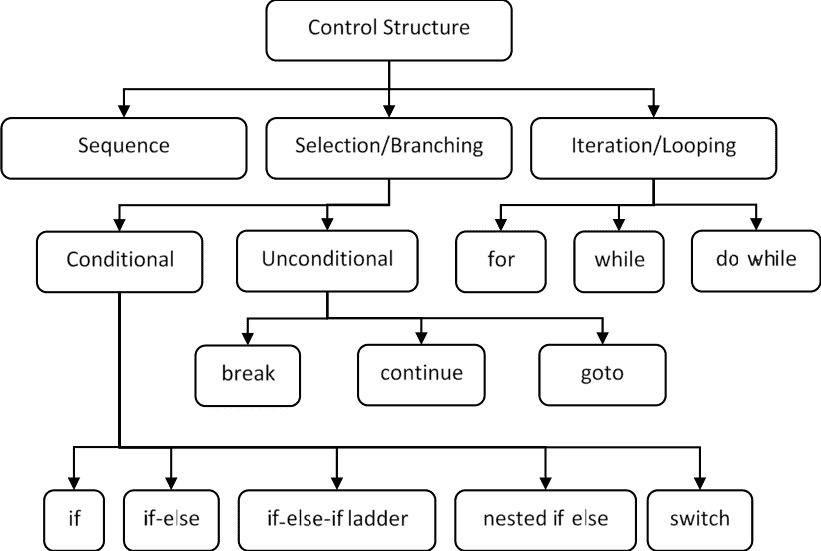 Control Structure
Sequence
Selection/Branching
Iteration/Looping
Conditional
Unconditional
for
while
do while
break
continue
goto
if
if-else
if-else-if ladder
nested if else
switch